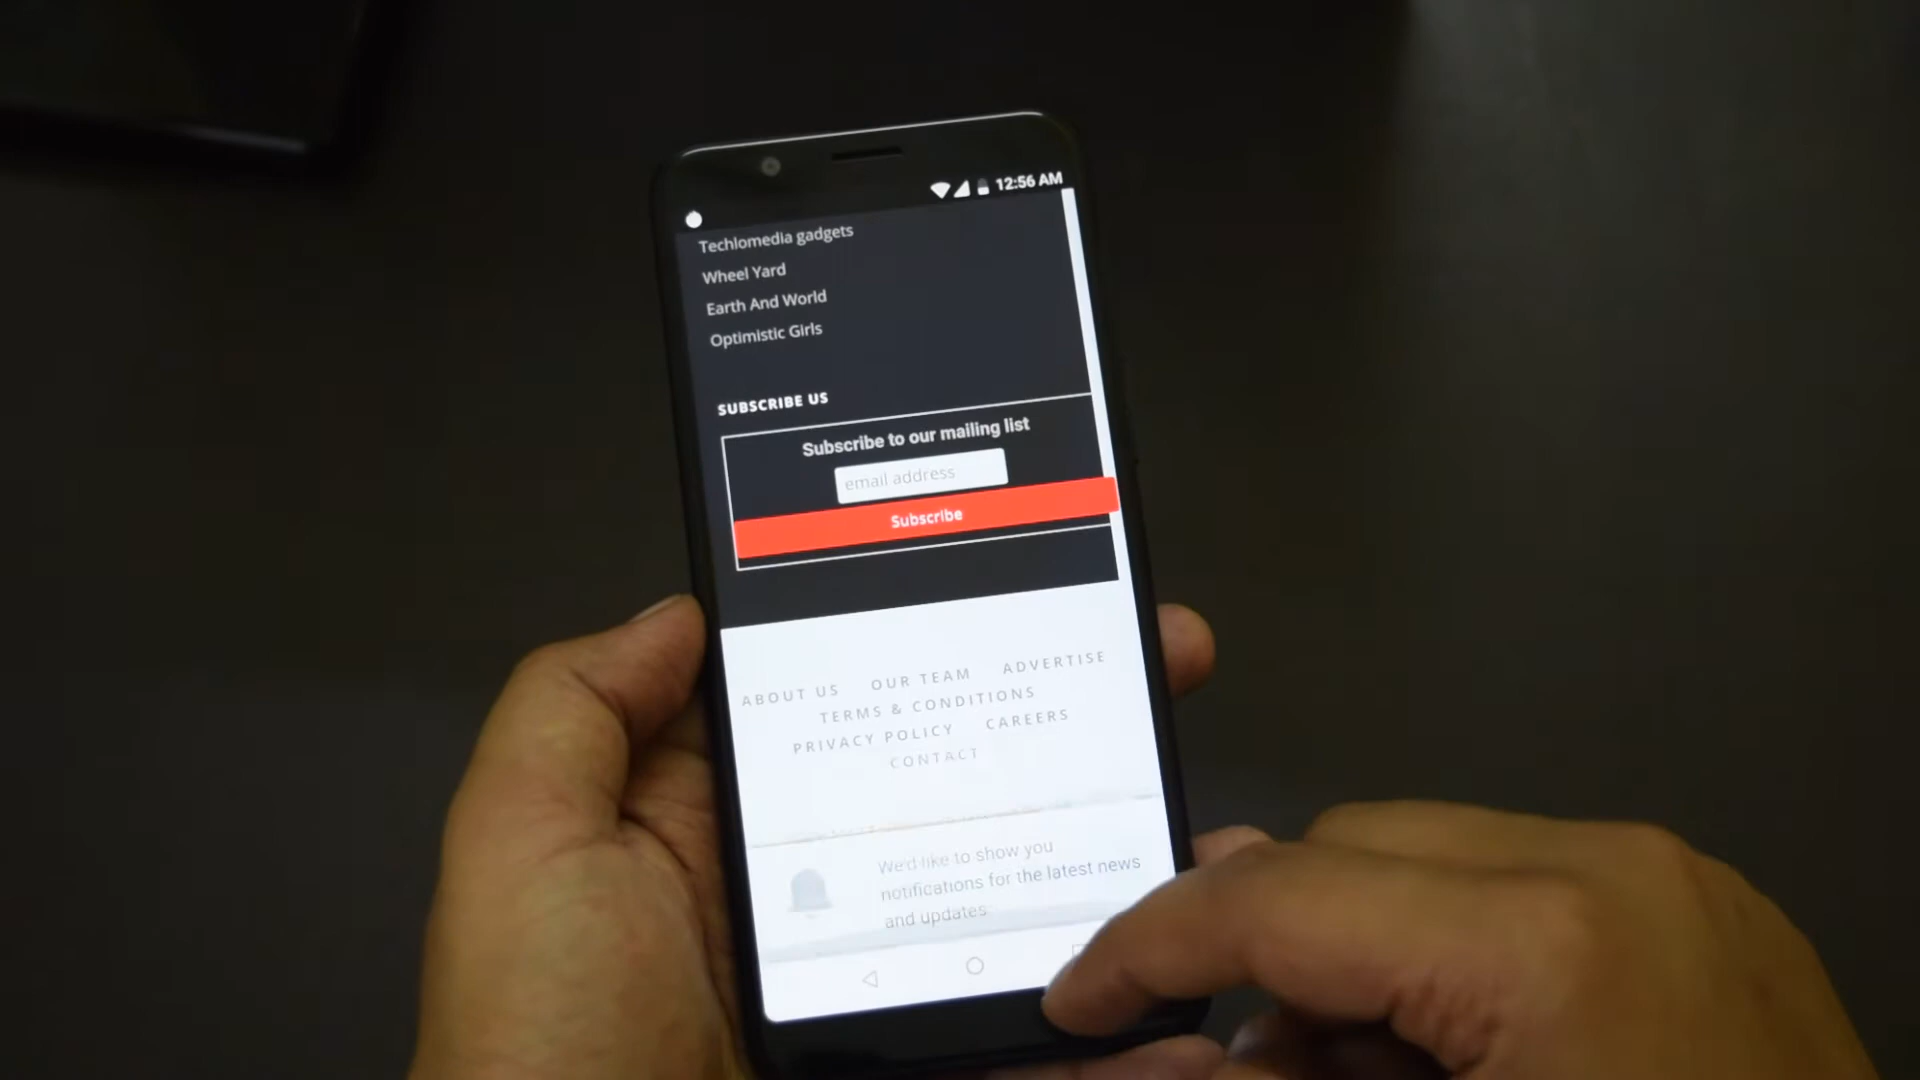 12:56 AM
Techlomedia gadgets
Wheel Yard
Earth And World
Optimistic Girls
SUBSCRIBE US
Subscribe to our mailing list
email address
Subscribe
ABOUT US OUR TEAM ADVERTISE
TERMS & CONDITIONS
PRIVACY POLICY CAREERS
CONTACT
We'd like to show you
notifications for the latest news
and updates